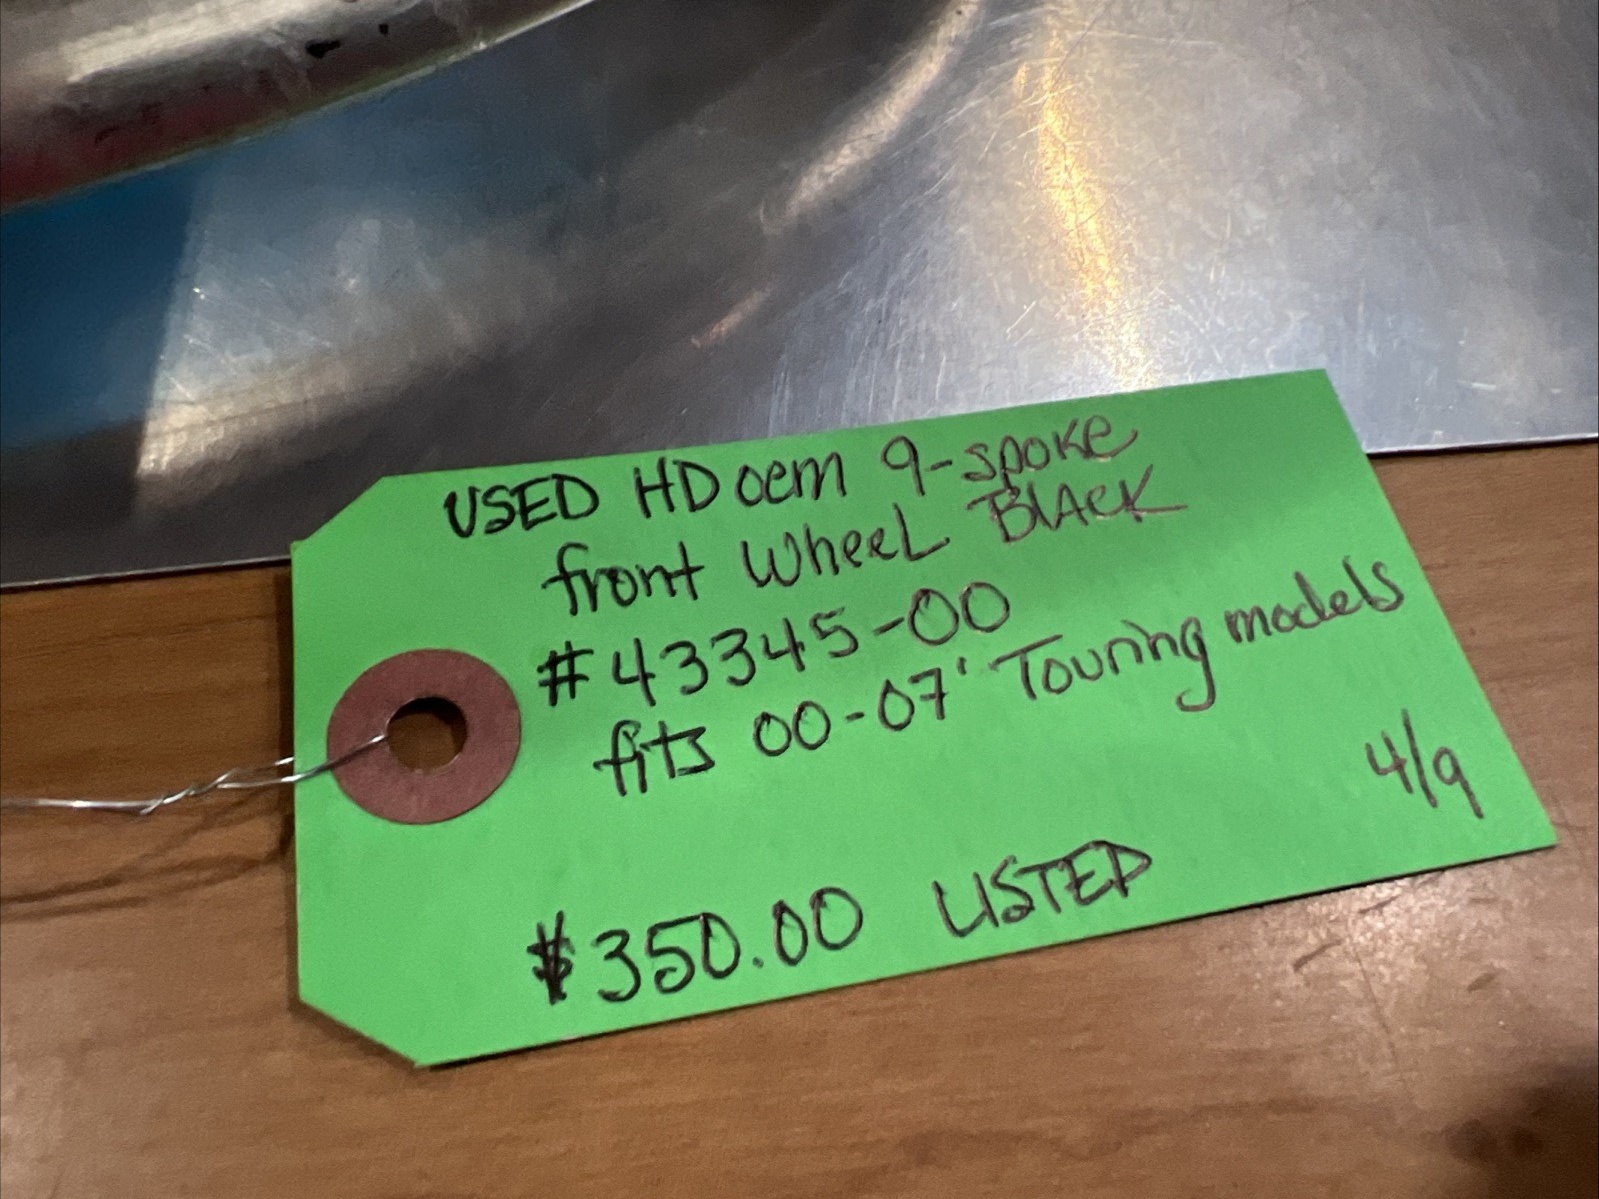 USED HD oem 9-spoke
front wheel BLACK
#43345-00
fits 00-07' Touring models
4/9
$350.00 LISTED